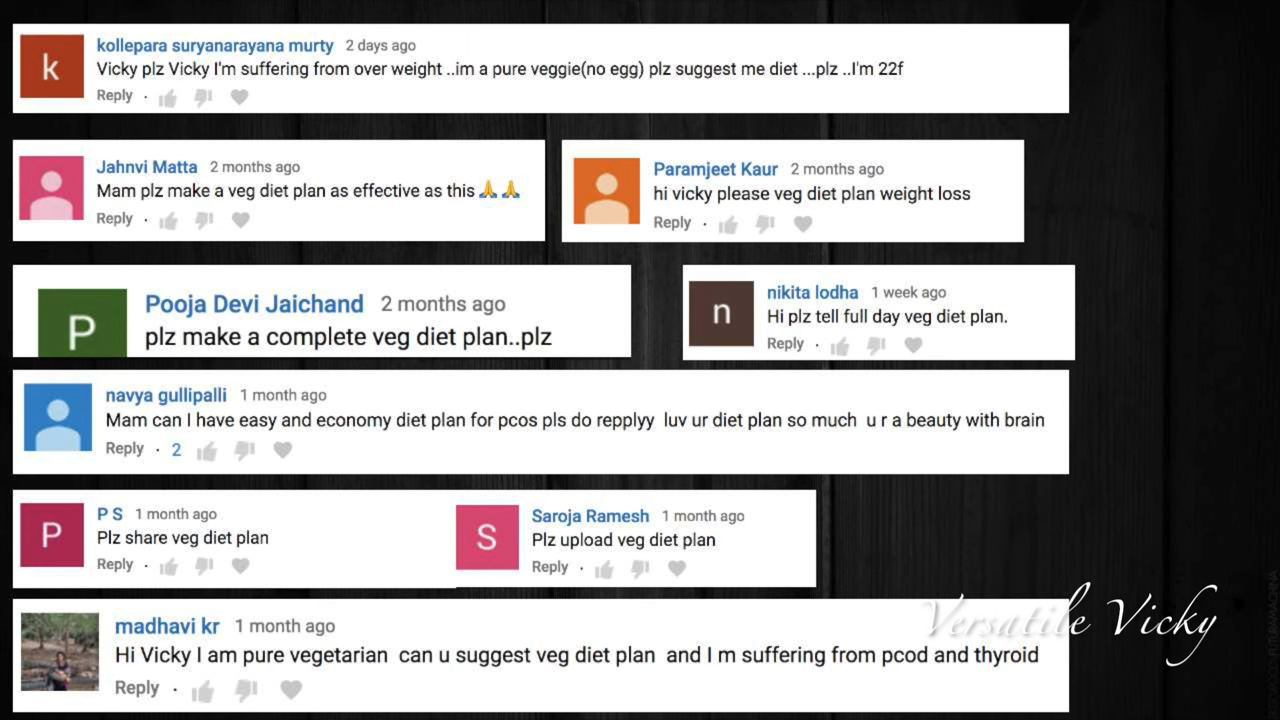 kollepara suryanarayana murty 2 days ago
k
Vicky plz Vicky I'm suffering from over weight ..im a pure veggie(no egg) plz suggest me diet ...plz ..I'm 22f
Reply ·
Jahnvi Matta 2 months ago
Mam plz make a veg diet plan as effective as this 🙏 🙏
Reply ·
Paramjeet Kaur 2 months ago
hi vicky please veg diet plan weight loss
Reply ·
Pooja Devi Jaichand 2 months ago
P
plz make a complete veg diet plan..plz
nikita lodha 1 week ago
n
Hi plz tell full day veg diet plan.
Reply ·
navya gullipalli 1 month ago
Mam can I have easy and economy diet plan for pcos pls do repplyy luv ur diet plan so much u r a beauty with brain
Reply · 2
P S 1 month ago
P
Plz share veg diet plan
Reply ·
Saroja Ramesh 1 month ago
S
Plz upload veg diet plan
Reply ·
madhavi kr 1 month ago
Hi Vicky I am pure vegetarian can u suggest veg diet plan and I m suffering from pcod and thyroid
Reply ·
Versatile Vicky